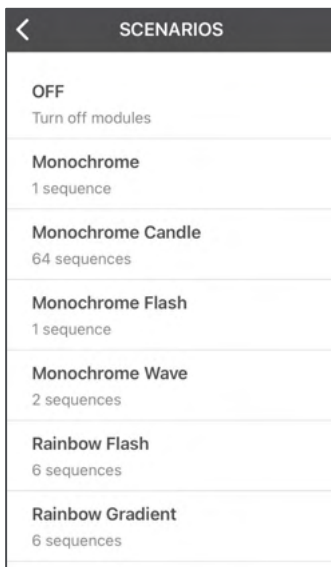 SCENARIOS
OFF
Turn off modules
Monochrome
1 sequence
Monochrome Candle
64 sequences
Monochrome Flash
1 sequence
Monochrome Wave
2 sequences
Rainbow Flash
6 sequences
Rainbow Gradient
6 sequences